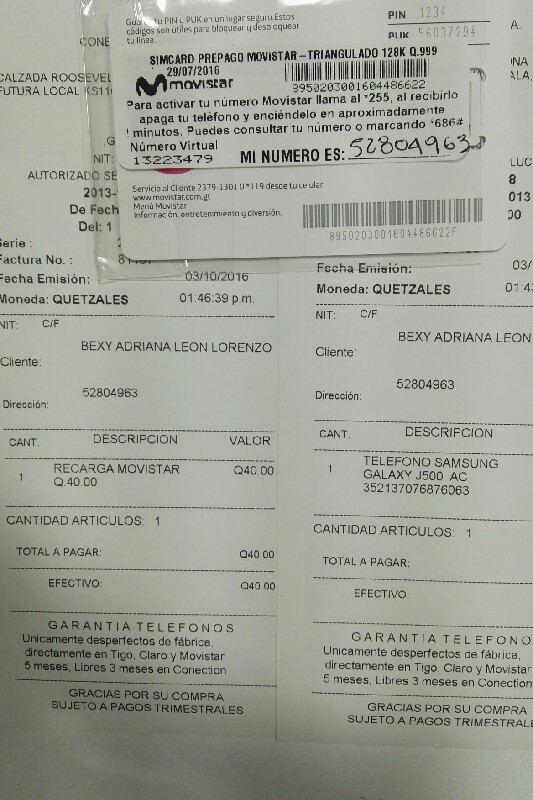 Guarda tu PIN o PUK en un lugar seguro. Estos
códigos son útiles para bloquear y desbloquear
tu línea.
PIN 1234
PUK 56037294
SIMCARD PREPAGO MOVISTAR-TRIANGULADO 128K Q.999
29/07/2016
movistar
8950203001604486622
Para activar tu número Movistar llama al *255, al recibirlo
apaga tu teléfono y enciéndelo en aproximadamente
minutos. Puedes consultar tu número o marcando *686#
Número Virtual
13223479
MI NUMERO ES: 52804963
Servicio al Cliente 2379-1301 O *119 desde tu celular
www.movistar.com.gt
Menú Movistar
Información, entretenimiento y diversión.
8950203001604486622F
CONE
CALZADA ROOSEVEL
FUTURA LOCAL KS11
NIT:
AUTORIZADO SE
2013-
De Fech
Del: 1
Serie :
Factura No. :
Fecha Emisión: 03/10/2016
Moneda: QUETZALES 01:46:39 p.m.
NIT: C/F
BEXY ADRIANA LEON LORENZO
Cliente:
52804963
Dirección:
CANT. DESCRIPCION VALOR
1 RECARGA MOVISTAR Q40.00
Q.40.00
CANTIDAD ARTICULOS: 1
TOTAL A PAGAR: Q40.00
EFECTIVO: Q40.00
GARANTIA TELEFONOS
Unicamente desperfectos de fábrica,
directamente en Tigo, Claro y Movistar
6 meses, Libres 3 meses en Conection
GRACIAS POR SU COMPRA
SUJETO A PAGOS TRIMESTRALES
A.
INA
ALA,
LUC
8
013
00
Fecha Emisión: 03/
Moneda: QUETZALES 01:4
NIT: C/F
BEXY ADRIANA LEON
Cliente:
52804963
Dirección:
CANT. DESCRIPCION
1 TELEFONO SAMSUNG
GALAXY J500 AC
352137076876063
CANTIDAD ARTICULOS: 1
TOTAL A PAGAR:
EFECTIVO
GARANTIA TELEFONO
Unicamente desperfectos de fábrica,
directamente en Tigo, Claro y Movistar
6 meses, Libres 3 meses en Conection
GRACIAS POR SU COMPRA
SUJETO A PAGOS TRIMESTRALE